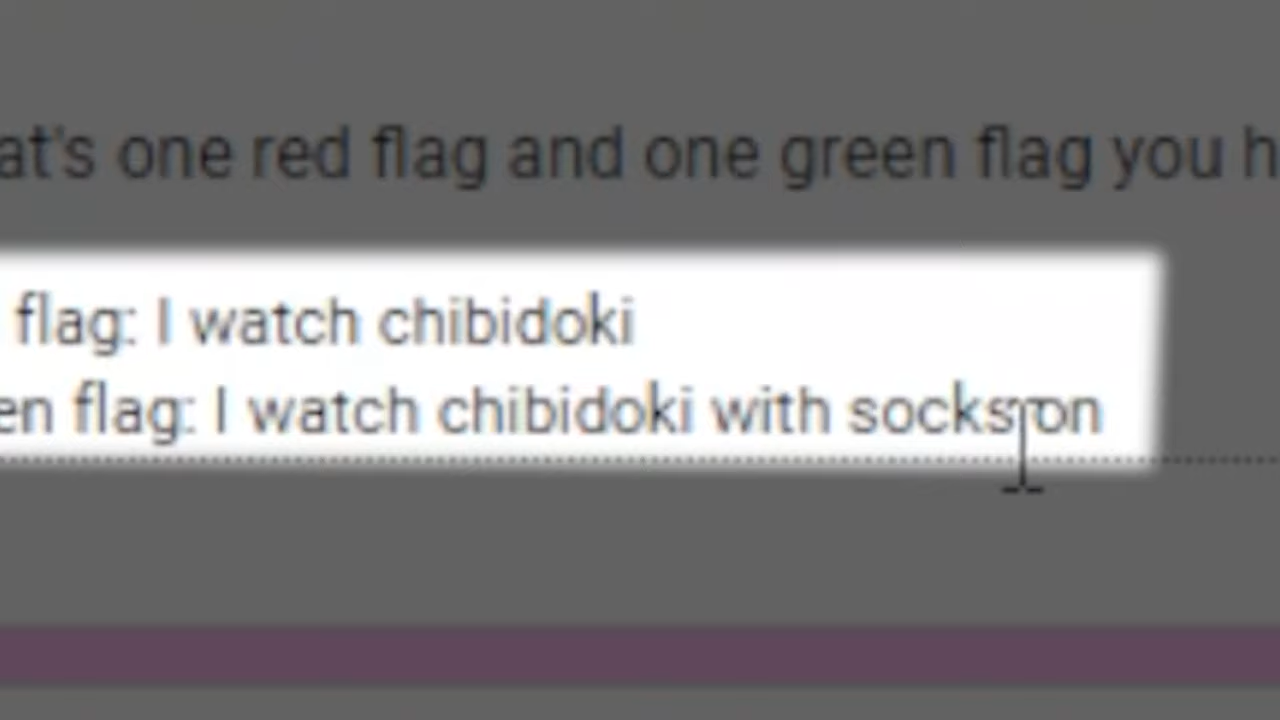 at's one red flag and one green flag you h
flag: I watch chibidoki
en flag: I watch chibidoki with socks on